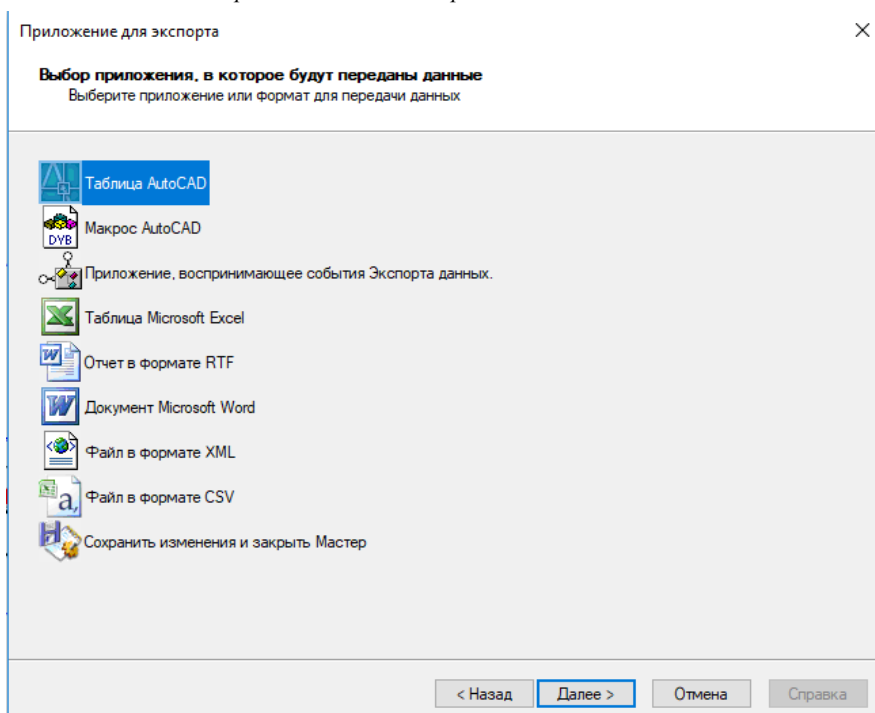 Приложение для экспорта
Выбор приложения, в которое будут переданы данные
Выберите приложение или формат для передачи данных
Таблица AutoCAD
DVB
Макрос AutoCAD
Приложение, воспринимающее события Экспорта данных.
Таблица Microsoft Excel
Отчет в формате RTF
Документ Microsoft Word
Файл в формате XML
a,
Файл в формате CSV
Сохранить изменения и закрыть Мастер
< Назад
Далее >
Отмена
Справка